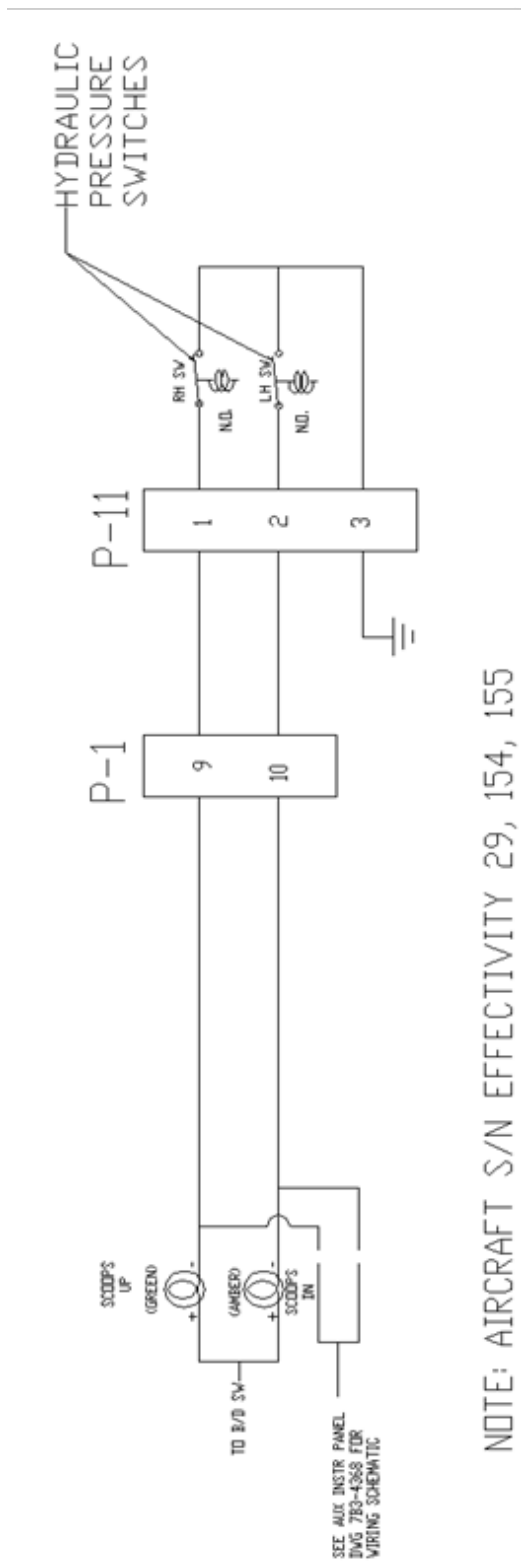 HYDRAULIC
PRESSURE
SWITCHES
RH SW
N.O.
LH SW
N.O.
P-11
1
2
3
P-1
9
10
SCOOPS
UP
(GREEN)
+
-
(AMBER)
+
-
SCOOPS
IN
TO B/D SW
SEE AUX INSTR PANEL
DWG 7B3-4368 FOR
WIRING SCHEMATIC
NOTE: AIRCRAFT S/N EFFECTIVITY 29, 154, 155